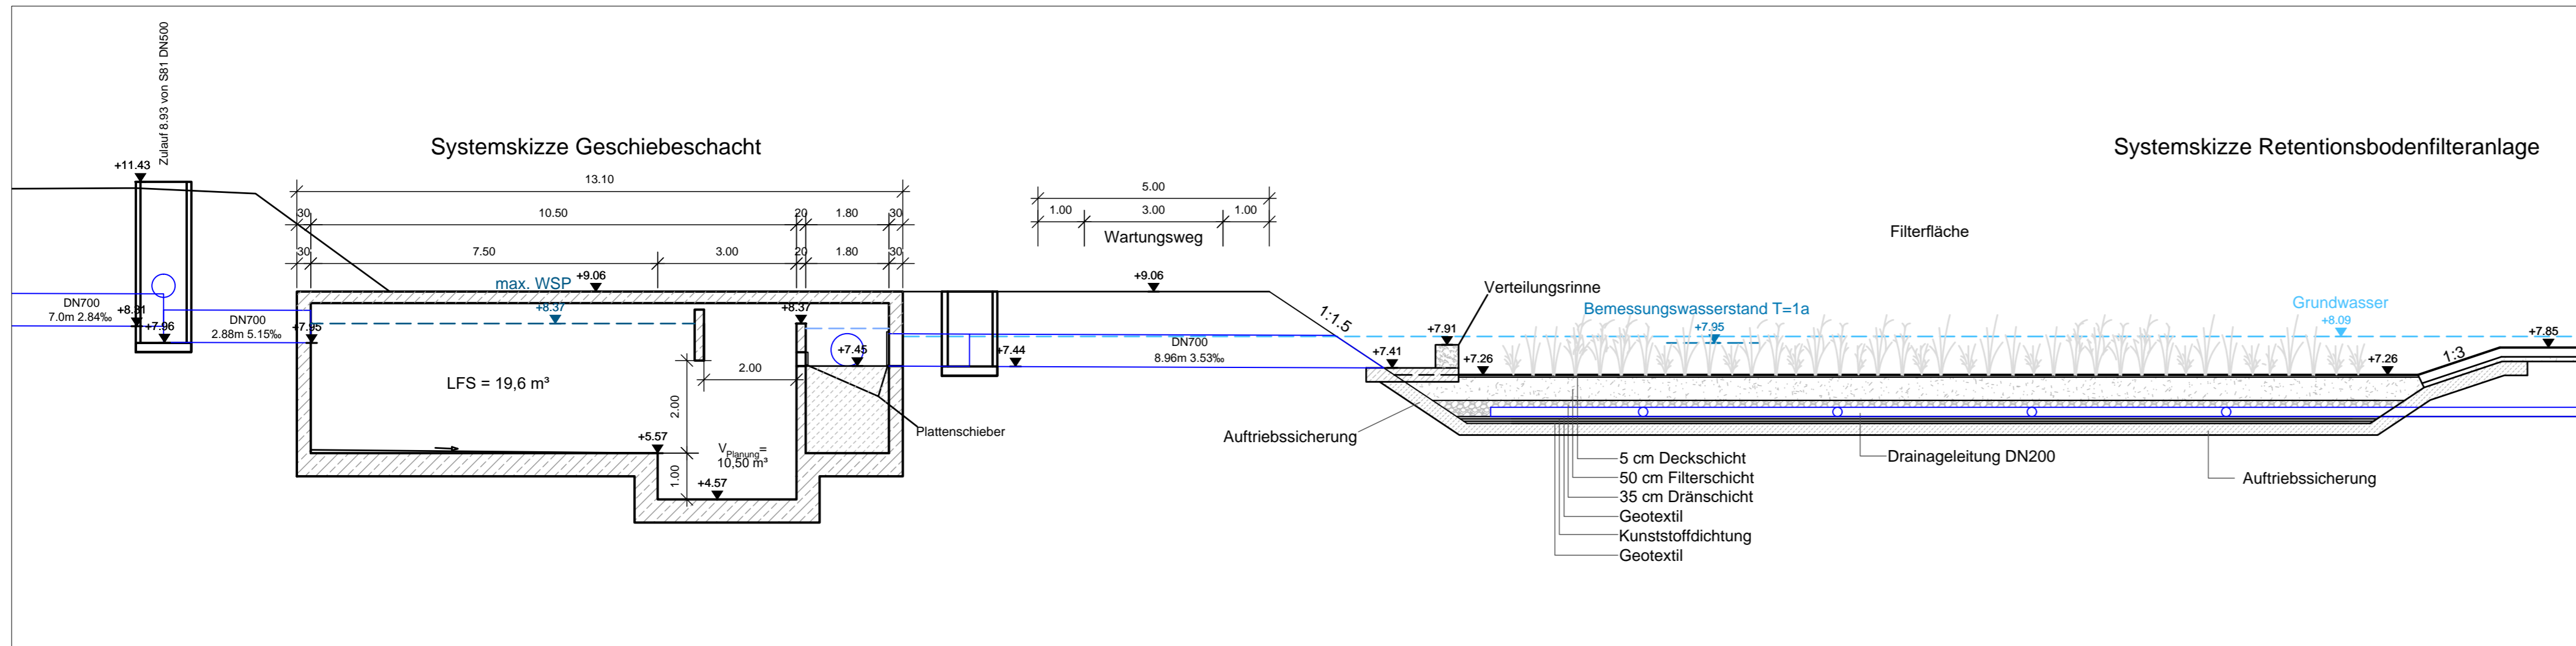 Zulauf 8.93 von S81 DN500
Systemskizze Geschiebeschacht
Systemskizze Retentionsbodenfilteranlage
+11.43
13.10
5.00
30
10.50
20
1.80
30
1.00
3.00
1.00
Wartungsweg
Filterfläche
30
7.50
3.00
20
1.80
30
max. WSP
+9.06
+9.06
Verteilungsrinne
DN700
7.0m 2.84‰
+8.31
+7.96
DN700
2.88m 5.15‰
+7.95
+8.37
+8.37
1:1.5
Bemessungswasserstand T=1a
+7.95
Grundwasser
+8.09
+7.91
+7.85
+7.45
+7.44
DN700
8.96m 3.53‰
+7.41
+7.26
+7.26
1:3
LFS = 19,6 m³
2.00
2.00
Plattenschieber
Auftriebssicherung
+5.57
VPlanung=
10,50 m³
1.00
+4.57
5 cm Deckschicht
50 cm Filterschicht
35 cm Dränschicht
Geotextil
Kunststoffdichtung
Geotextil
Drainageleitung DN200
Auftriebssicherung